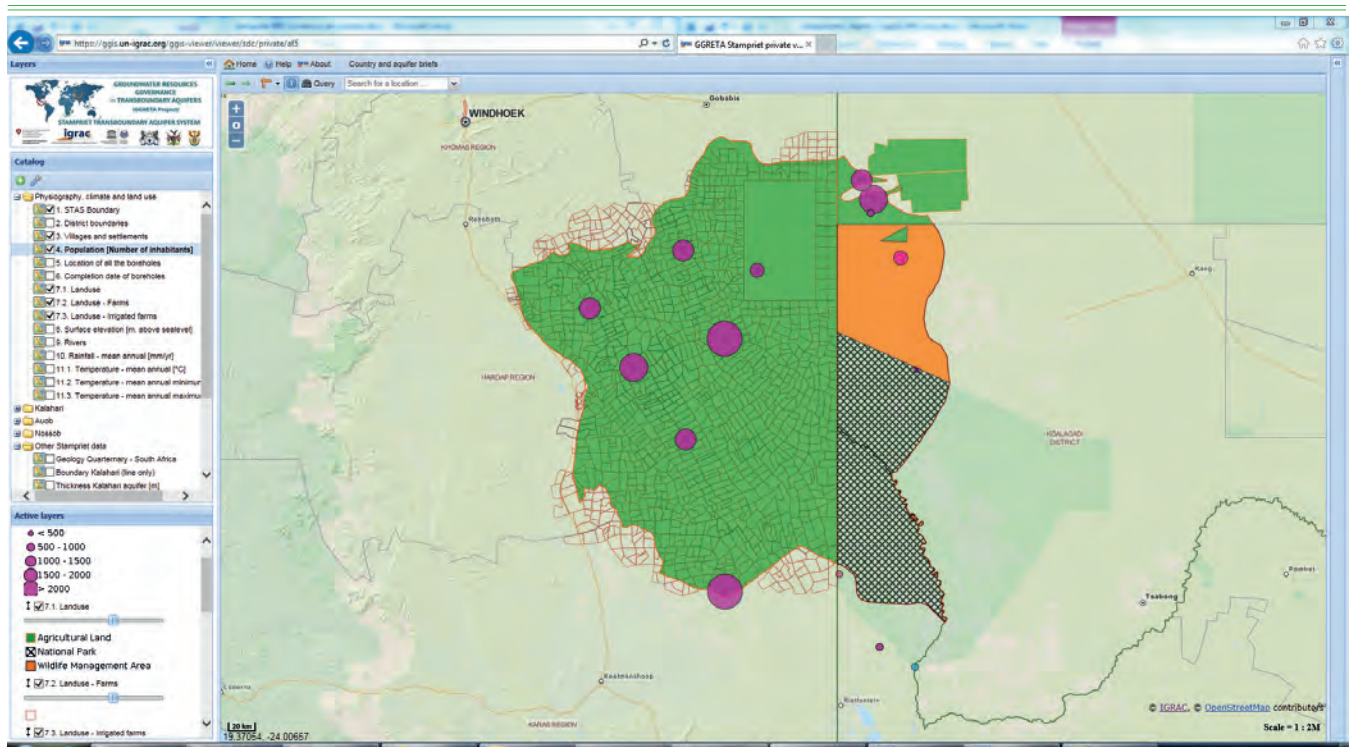 https://ggis.un-igrac.org/ggis-viewer/viewer/sdc/private/af5
GGRETA Stampriet private v...
Layers
Home Help About Country and aquifer briefs
Query Search for a location ...
GROUNDWATER RESOURCES
GOVERNANCE
in TRANSBOUNDARY AQUIFERS
(GGRETA Project)
STAMPRIET TRANSBOUNDARY AQUIFER SYSTEM
igrac
Catalog
Physiography, climate and land use
1. STAS Boundary
2. District boundaries
3. Villages and settlements
4. Population [Number of inhabitants]
5. Location of all the boreholes
6. Completion date of boreholes
7.1. Landuse
7.2. Landuse - Farms
7.3. Landuse - Irrigated farms
8. Surface elevation [m. above sealevel]
9. Rivers
10. Rainfall - mean annual [mm/yr]
11.1. Temperature - mean annual [°C]
11.2. Temperature - mean annual minimur
11.3. Temperature - mean annual maximu
Kalahari
Auob
Nossob
Other Stampriet data
Geology Quarternary - South Africa
Boundary Kalahari (line only)
Thickness Kalahari aquifer [m]
Active layers
< 500
500 - 1000
1000 - 1500
1500 - 2000
> 2000
7.1. Landuse
Agricultural Land
National Park
Wildlife Management Area
7.2. Landuse - Farms
7.3. Landuse - Irrigated farms
Gobabis
WINDHOEK
KHOMAS REGION
Rehoboth
Kang
HARDAP REGION
KGALAGADI
DISTRICT
Tsabong
Keetmanshoop
Rietfontein
KARAS REGION
20 km
19.37054, -24.00657
© IGRAC, © OpenStreetMap contributors
Scale = 1 : 2M